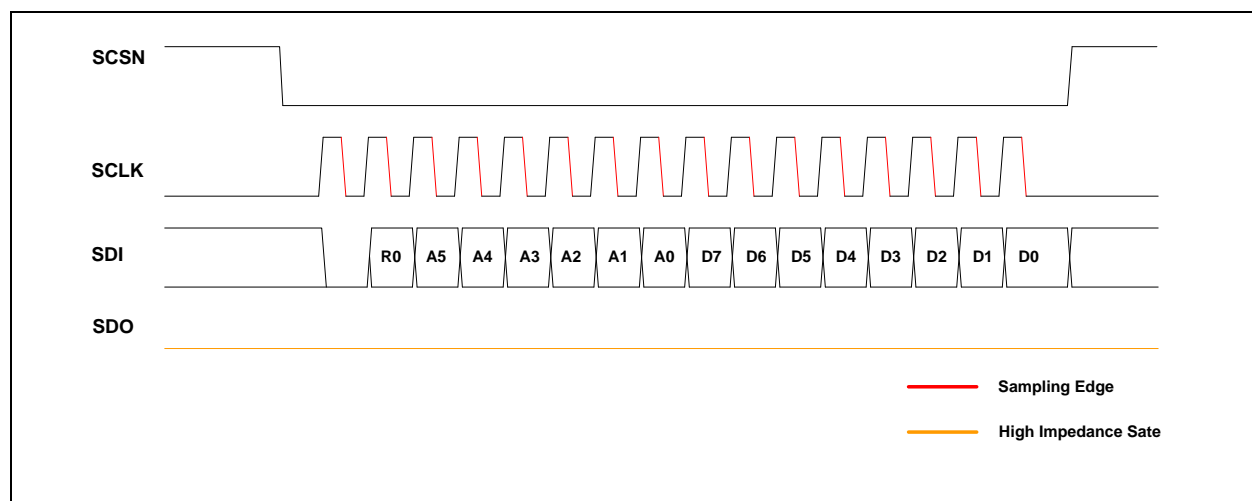 SCSN
SCLK
SDI
R0 A5 A4 A3 A2 A1 A0 D7 D6 D5 D4 D3 D2 D1 D0
SDO
Sampling Edge
High Impedance Sate